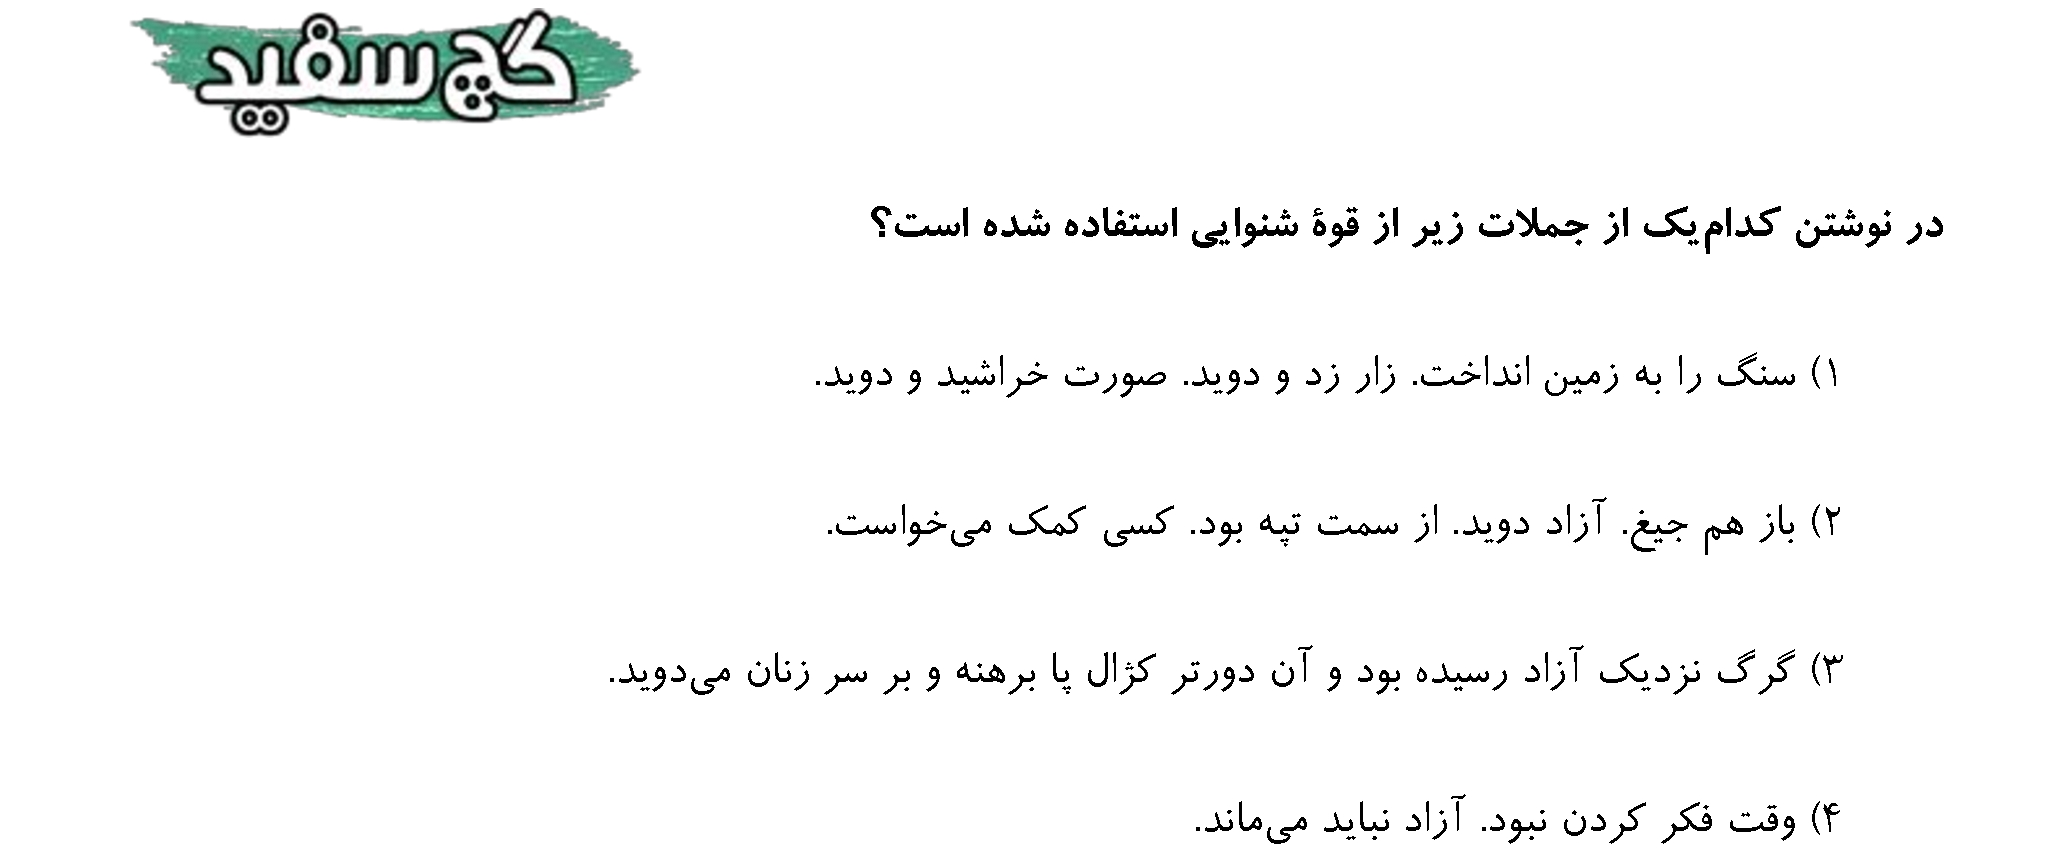 گچ سفید
در نوشتن کدام‌یک از جملات زیر از قوهٔ شنوایی استفاده شده است؟
۱) سنگ را به زمین انداخت. زار زد و دوید. صورت خراشید و دوید.
۲) باز هم جیغ. آزاد دوید. از سمت تپه بود. کسی کمک می‌خواست.
۳) گرگ نزدیک آزاد رسیده بود و آن دورتر کژال پا برهنه و بر سر زنان می‌دوید.
۴) وقت فکر کردن نبود. آزاد نباید می‌ماند.